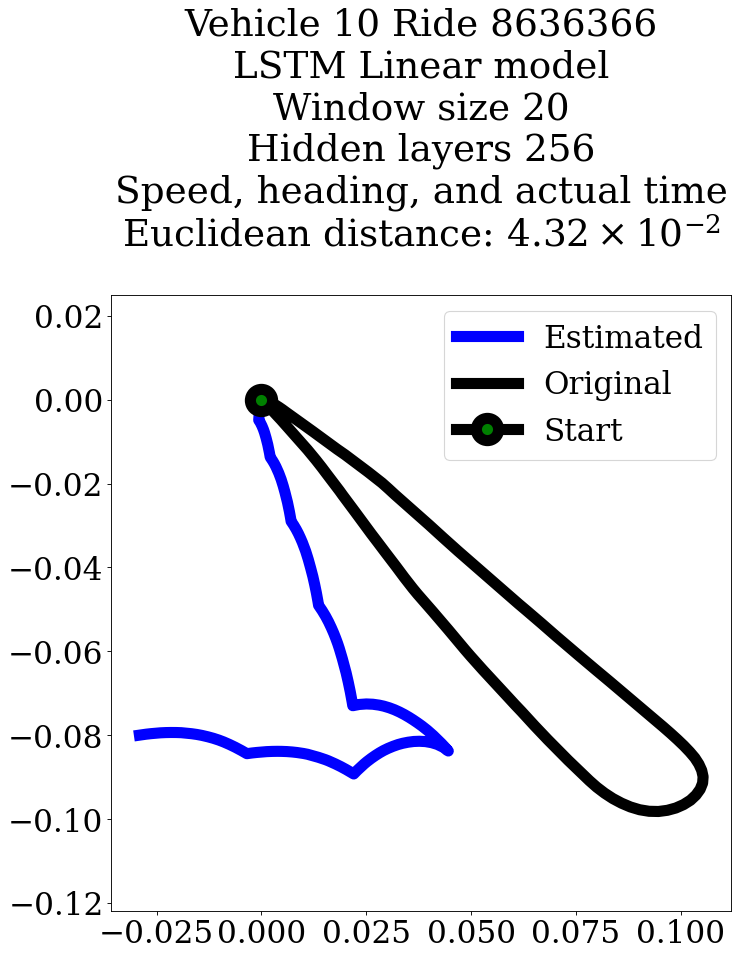 Vehicle 10 Ride 8636366
LSTM Linear model
Window size 20
Hidden layers 256
Speed, heading, and actual time
Euclidean distance: 4.32 × 10⁻²
Estimated
Original
Start
0.02
0.00
−0.02
−0.04
−0.06
−0.08
−0.10
−0.12
−0.025 0.000 0.025 0.050 0.075 0.100